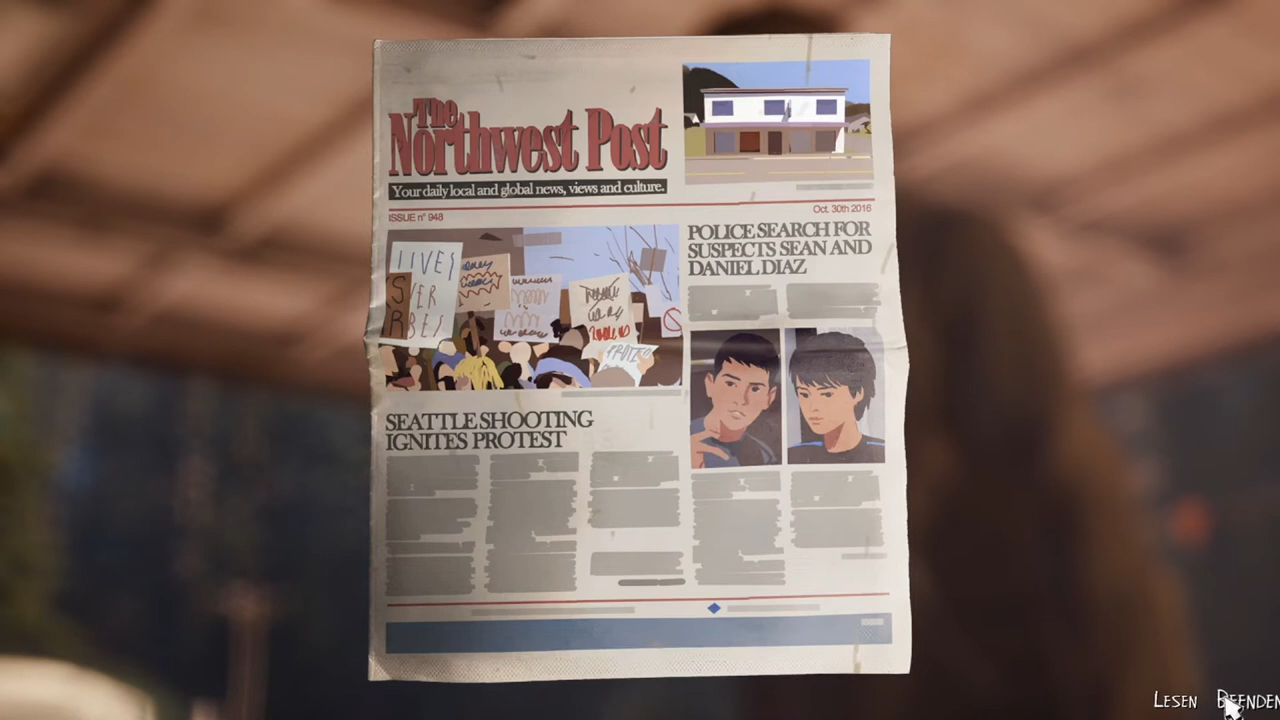 The
Northwest Post
Your daily local and global news, views and culture.
ISSUE n° 948
Oct. 30th 2016
POLICE SEARCH FOR
SUSPECTS SEAN AND
DANIEL DIAZ
LIVES
SEATTLE SHOOTING
IGNITES PROTEST
LESEN BEENDEN